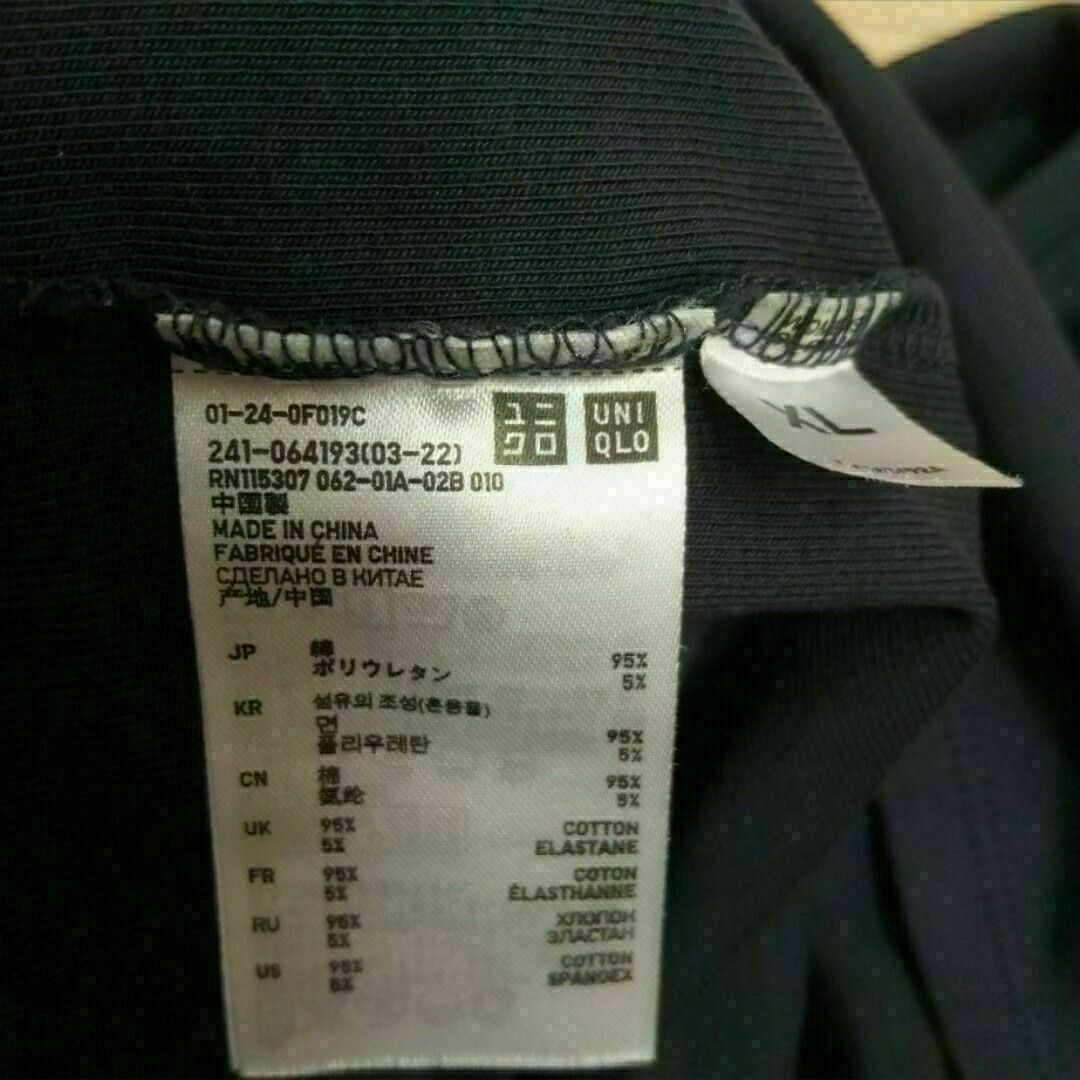 01-24-0F019C
ユニ
クロ
UNI
QLO
241-064193(03-22)
RN115307 062-01A-02B 010
中国製
MADE IN CHINA
FABRIQUÉ EN CHINE
СДЕЛАНО В КИТАЕ
产地/中国
XL
JP 綿 95%
ポリウレタン 5%
KR 섬유의 조성(혼용율)
면 95%
폴리우레탄 5%
CN 棉 95%
氨纶 5%
UK 95% COTTON
5% ELASTANE
FR 95% COTON
5% ÉLASTHANNE
RU 95% ХЛОПОК
5% ЭЛАСТАН
US 95% COTTON
5% SPANDEX